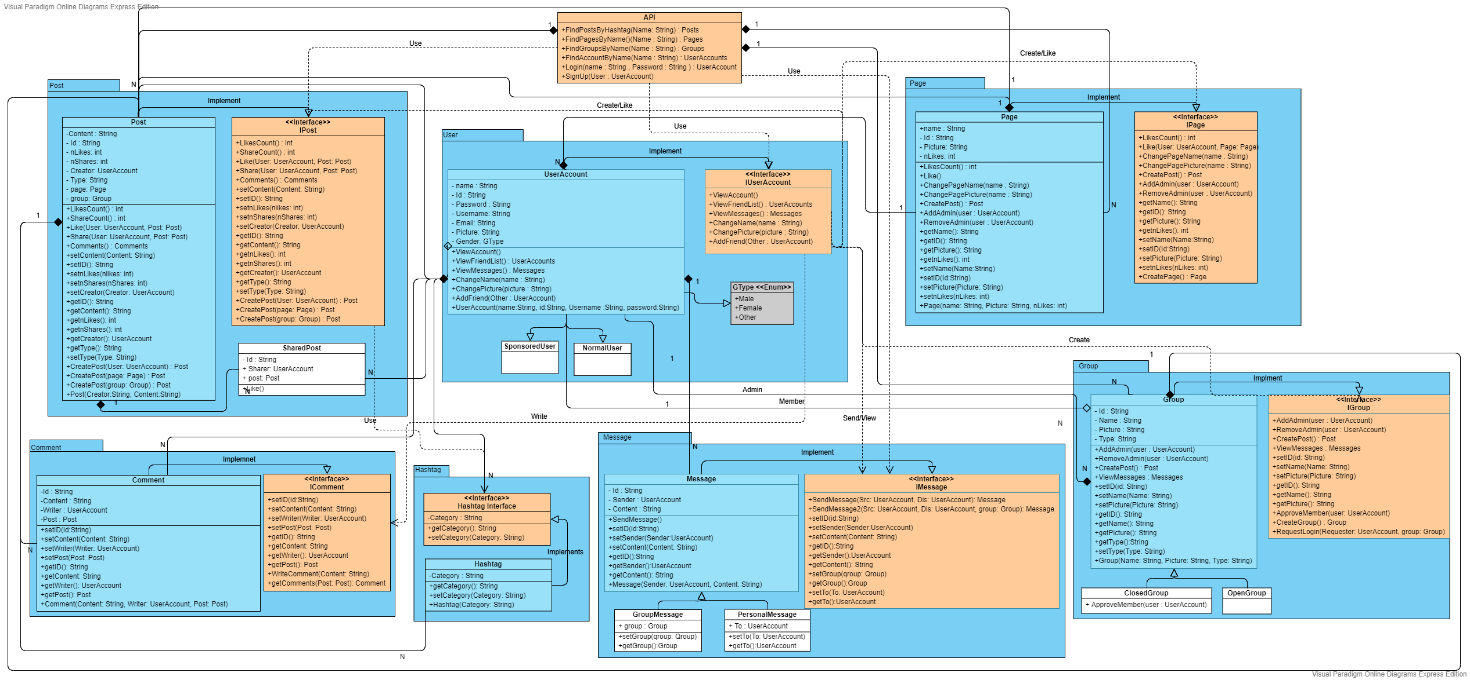 Visual Paradigm Online Diagrams Express Edition
API
+FindPostsByHashtag(Name: String) : Posts
+FindPagesByName()(Name : String) : Pages
+FindGroupsByName(Name : String) : Groups
+FindAccountByName(Name : String) : UserAccounts
+Login(name : String , Password : String ) : UserAccount
+SignUp(User : UserAccount)
1
1
1
Use
Use
Use
Create/Like
Create/Like
N
1
1
Post
Implement
Post
-Content : String
- Id : String
- nLikes: int
- nShares: int
- Creator: UserAccount
- Type: String
- page: Page
- group: Group
+LikesCount() : int
+ShareCount() : int
+Like(User: UserAccount, Post: Post)
+Share(User: UserAccount, Post: Post)
+Comments() : Comments
+setContent(Content: String)
+setID(): String)
+setnLikes(nlikes: int)
+setnShares(nShares: int)
+setCreator(Creator: UserAccount)
+getID(): String)
+getContent(): String)
+getnLikes(): int
+getnShares(): int
+getCreator(): UserAccount
+getType(): String)
+setType(Type: String)
+CreatePost(User: UserAccount) : Post
+CreatePost(page: Page) : Post
+CreatePost(group: Group) : Post
+Post(Creator:String, Content:String)
<<Interface>>
IPost
+LikesCount() : int
+ShareCount() : int
+Like(User: UserAccount, Post: Post)
+Share(User: UserAccount, Post: Post)
+Comments() : Comments
+setContent(Content: String)
+setID(): String)
+setnLikes(nlikes: int)
+setnShares(nShares: int)
+setCreator(Creator: UserAccount)
+getID(): String)
+getContent(): String)
+getnLikes(): int
+getnShares(): int
+getCreator(): UserAccount
+getType(): String)
+setType(Type: String)
+CreatePost(User: UserAccount) : Post
+CreatePost(page: Page) : Post
+CreatePost(group: Group) : Post
SharedPost
- Id : String
+ Sharer: UserAccount
+ post: Post
+Like()
N
N
1
1
Use
User
Implement
N
UserAccount
- name : String
- Id : String
- Password : String
- Username: String
- Email: String
- Picture: String
- Gender: GType
+ViewAccount()
+ViewFriendList() : UserAccounts
+ViewMessages() : Messages
+ChangeName(name : String)
+ChangePicture(picture : String)
+AddFriend(Other : UserAccount)
+UserAccount(name:String, id:String, Username :String, password:String)
<<Interface>>
IUserAccount
+ViewAccount()
+ViewFriendList() : UserAccounts
+ViewMessages() : Messages
+ChangeName(name : String)
+ChangePicture(picture : String)
+AddFriend(Other : UserAccount)
1
GType <<Enum>>
+Male
+Female
+Other
SponsoredUser
NormalUser
1
1
Admin
Member
Write
Send/View
Create
Page
Implement
Page
+name : String
- Id : String
- Picture: String
- nLikes: int
+LikesCount() : int
+Like()
+ChangePageName(name : String)
+ChangePagePicture(name : String)
+CreatePost() : Post
+AddAdmin(user : UserAccount)
+RemoveAdmin(user : UserAccount)
+getName(): String)
+getID(): String)
+getPicture(): String)
+getnLikes(): int
+setName(Name:String)
+setID(id:String)
+setPicture(Picture: String)
+setnLikes(nLikes: int)
+Page(name: String, Picture: String, nLikes: int)
1
N
<<Interface>>
IPage
+LikesCount() : int
+Like(User: UserAccount, Page: Page)
+ChangePageName(name : String)
+ChangePagePicture(name : String)
+CreatePost() : Post
+AddAdmin(user : UserAccount)
+RemoveAdmin(user : UserAccount)
+getName(): String)
+getID(): String)
+getPicture(): String)
+getnLikes(): int
+setName(Name:String)
+setID(id:String)
+setPicture(Picture: String)
+setnLikes(nLikes: int)
+CreatePage() : Page
Group
1
N
Implment
Group
- Id : String
- Name : String
- Picture : String
- Type: String)
+AddAdmin(user : UserAccount)
+RemoveAdmin(user : UserAccount)
+CreatePost() : Post
+ViewMessages : Messages
+setID(id: String)
+setName(Name: String)
+setPicture(Picture: String)
+getID(): String)
+getName(): String)
+getPicture(): String)
+getType(): String)
+setType(Type: String)
+Group(Name: String, Picture: String, Type: String)
1
N
N
<<Interface>>
IGroup
+AddAdmin(user : UserAccount)
+RemoveAdmin(user : UserAccount)
+CreatePost() : Post
+ViewMessages : Messages
+setID(id: String)
+setName(Name: String)
+setPicture(Picture: String)
+getID(): String)
+getName(): String)
+getPicture(): String)
+ApproveMember(user: UserAccount)
+CreateGroup() : Group
+RequestLogin(Requester: UserAccount, group: Group)
ClosedGroup
+ ApproveMember(user : UserAccount)
OpenGroup
Comment
N
Implemnet
Comment
-Id : String
-Content : String
-Writer : UserAccount
-Post : Post
+setID(id:String)
+setContent(Content: String)
+setWriter(Writer: UserAccount)
+setPost(Post: Post)
+getID(): String)
+getContent: String)
+getWriter(): UserAccount
+getPost(): Post
+Comment(Content: String, Writer: UserAccount, Post: Post)
N
<<Interface>>
IComment
+setID(id:String)
+setContent(Content: String)
+setWriter(Writer: UserAccount)
+setPost(Post: Post)
+getID(): String)
+getContent: String)
+getWriter(): UserAccount
+getPost(): Post
+WriteComment(Content: String)
+getComments(Post: Post): Comment
Hashtag
N
<<Interface>>
Hashtag Interface
-Category : String
+getCategory(): String)
+setCategory(Category: String)
Implements
Hashtag
-Category : String
+getCategory(): String)
+setCategory(Category: String)
+Hashtag(Category: String)
N
Message
N
Implement
Message
- Id : String
- Sender : UserAccount
- Content : String)
+SendMessage()
+setID(id:String)
+setSender(Sender:UserAccount)
+setContent(Content: String)
+getID():String)
+getSender():UserAccount
+getContent(): String)
+Message(Sender: UserAccount, Content: String)
<<Interface>>
IMessage
+SendMessage(Src: UserAccount, Dis: UserAccount): Message
+SendMessage2(Src: UserAccount, Dis: UserAccount, group: Group): Message
+setID(id:String)
+setSender(Sender:UserAccount)
+setContent(Content: String)
+getID():String)
+getSender():UserAccount
+getContent(): String)
+setGroup(qroup: Qroup)
+getGroup():Group
+setTo(To: UserAccount)
+getTo():UserAccount
GroupMessage
+ group : Group
+setGroup(qroup: Qroup)
+getGroup():Group
PersonalMessage
+ To : UserAccount
+setTo(To: UserAccount)
+getTo():UserAccount
Visual Paradigm Online Diagrams Express Edition